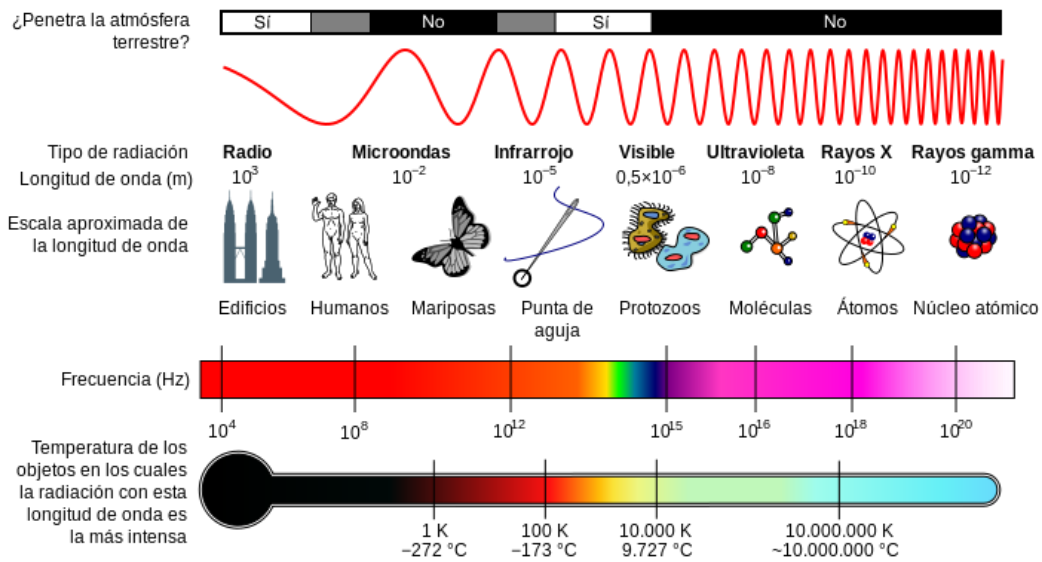 ¿Penetra la atmósfera
terrestre?
Sí No Sí No
Tipo de radiación Radio Microondas Infrarrojo Visible Ultravioleta Rayos X Rayos gamma
Longitud de onda (m) 10³ 10⁻² 10⁻⁵ 0,5×10⁻⁶ 10⁻⁸ 10⁻¹⁰ 10⁻¹²
Escala aproximada de
la longitud de onda
Edificios Humanos Mariposas Punta de Protozoos Moléculas Átomos Núcleo atómico
aguja
Frecuencia (Hz)
10⁴ 10⁸ 10¹² 10¹⁵ 10¹⁶ 10¹⁸ 10²⁰
Temperatura de los
objetos en los cuales
la radiación con esta
longitud de onda es
la más intensa
1 K 100 K 10.000 K 10.000.000 K
−272 °C −173 °C 9.727 °C ~10.000.000 °C